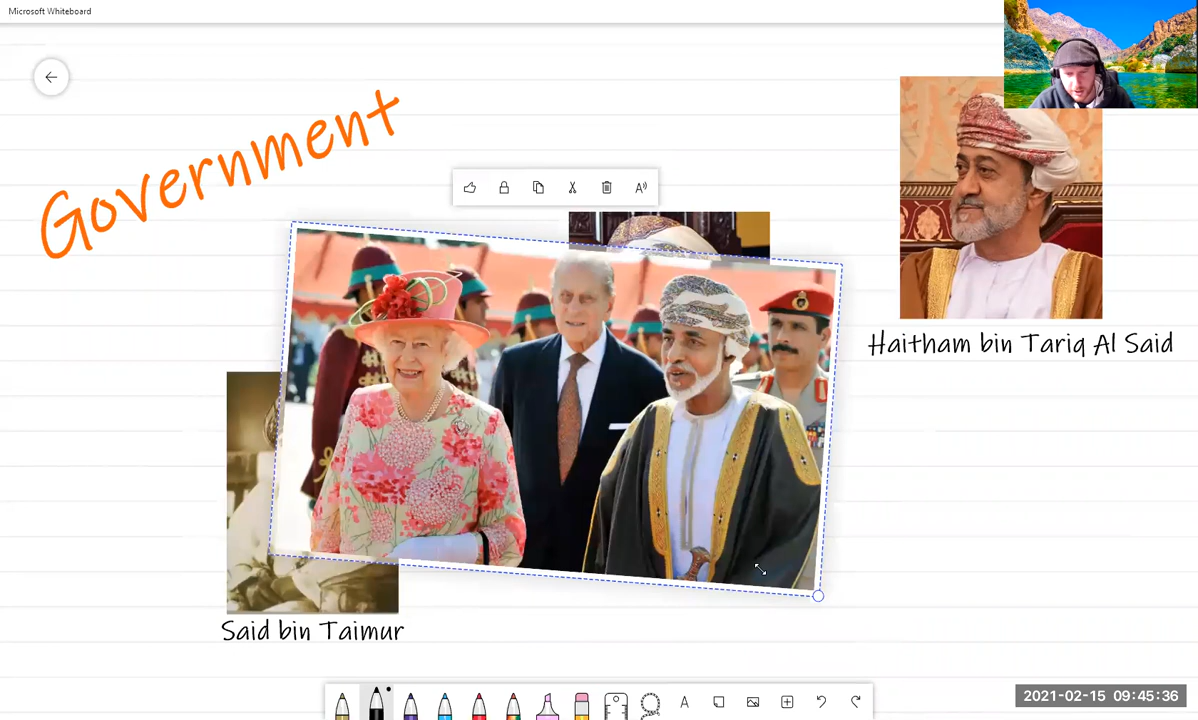 Microsoft Whiteboard
Government
Haitham bin Tariq Al Said
Said bin Taimur
A
2021-02-15 09:45:36